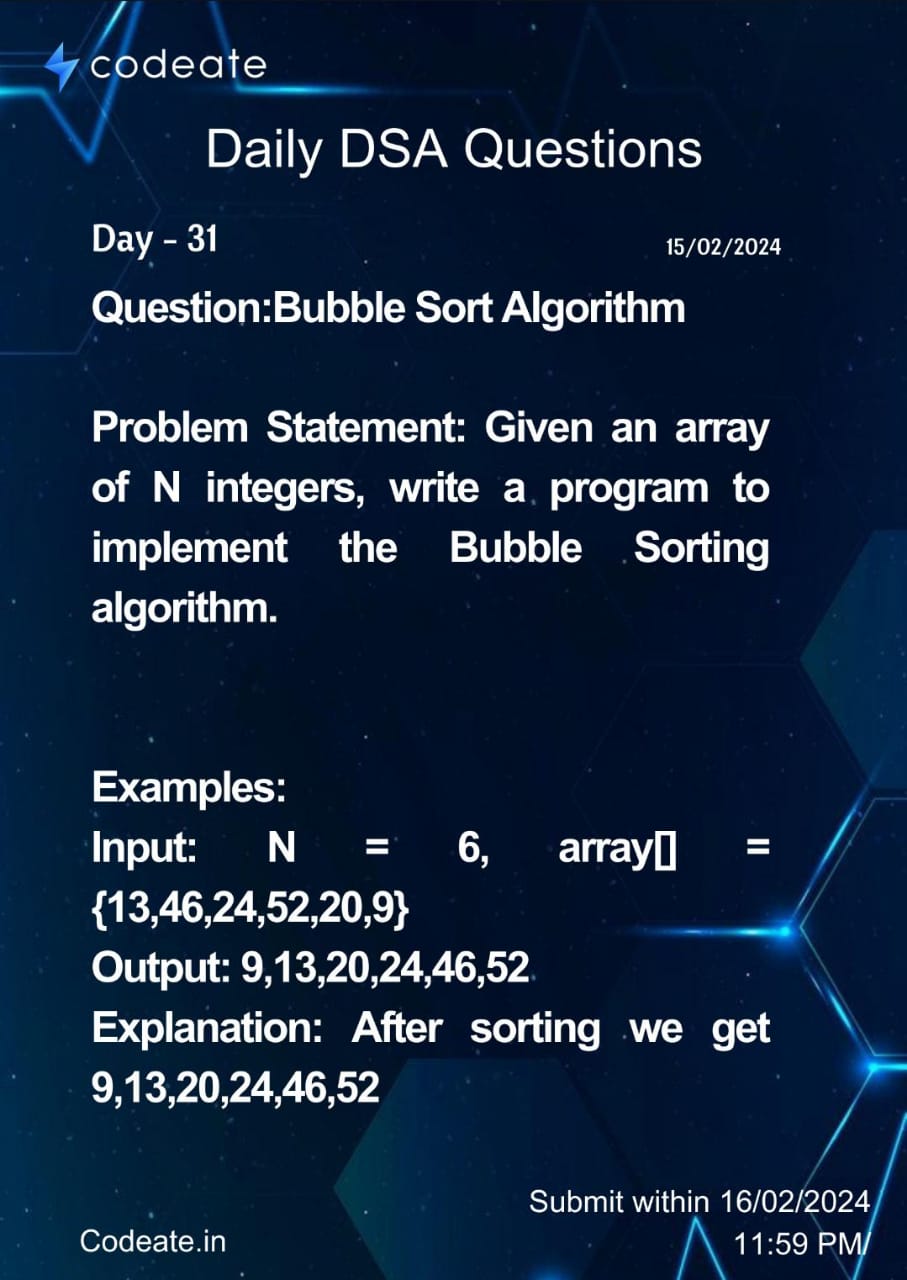 codeate
Daily DSA Questions
Day - 31
15/02/2024
Question:Bubble Sort Algorithm
Problem Statement: Given an array
of N integers, write a program to
implement the Bubble Sorting
algorithm.
Examples:
Input: N = 6, array[] =
{13,46,24,52,20,9}
Output: 9,13,20,24,46,52
Explanation: After sorting we get
9,13,20,24,46,52
Submit within 16/02/2024
11:59 PM/
Codeate.in